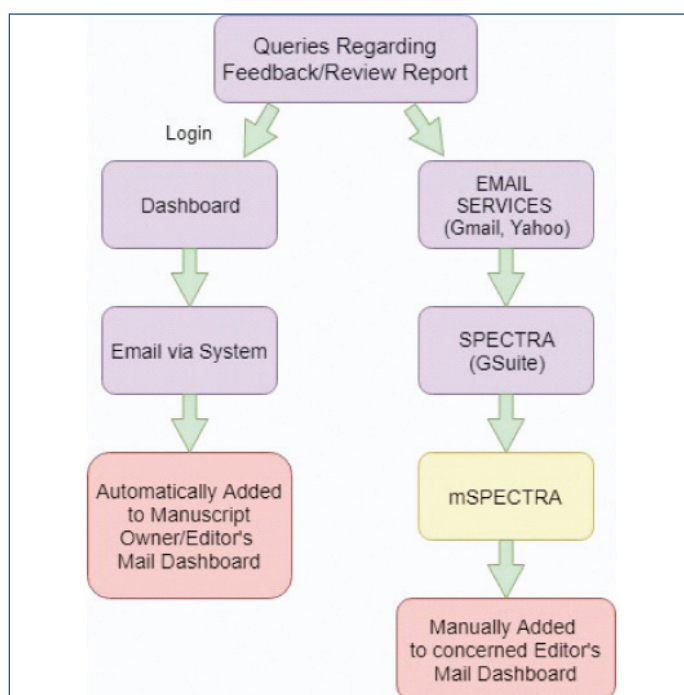 Queries Regarding
Feedback/Review Report
Login
Dashboard
EMAIL
SERVICES
(Gmail, Yahoo)
Email via System
SPECTRA
(GSuite)
Automatically Added
to Manuscript
Owner/Editor's
Mail Dashboard
mSPECTRA
Manually Added
to concerned Editor's
Mail Dashboard